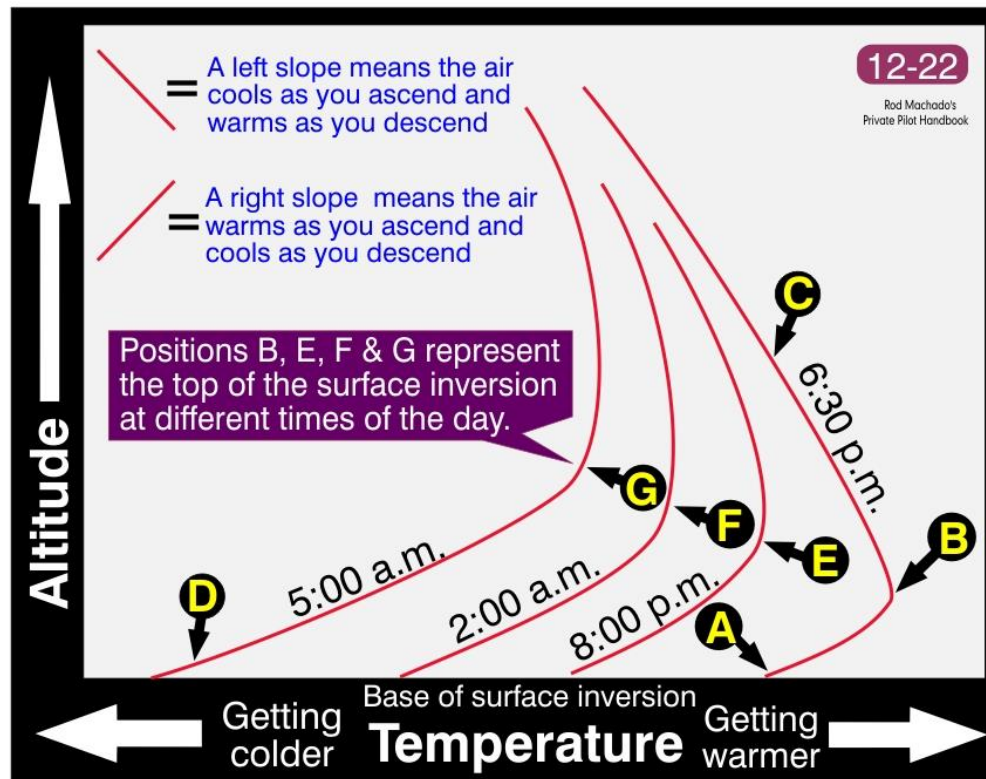 = A left slope means the air
cools as you ascend and
warms as you descend
12-22
Rod Machado's
Private Pilot Handbook
= A right slope means the air
warms as you ascend and
cools as you descend
C
Positions B, E, F & G represent
the top of the surface inversion
at different times of the day.
6:30 p.m.
G
F
B
E
D
5:00 a.m.
2:00 a.m.
8:00 p.m.
A
Altitude
Base of surface inversion
Getting
colder
Temperature
Getting
warmer